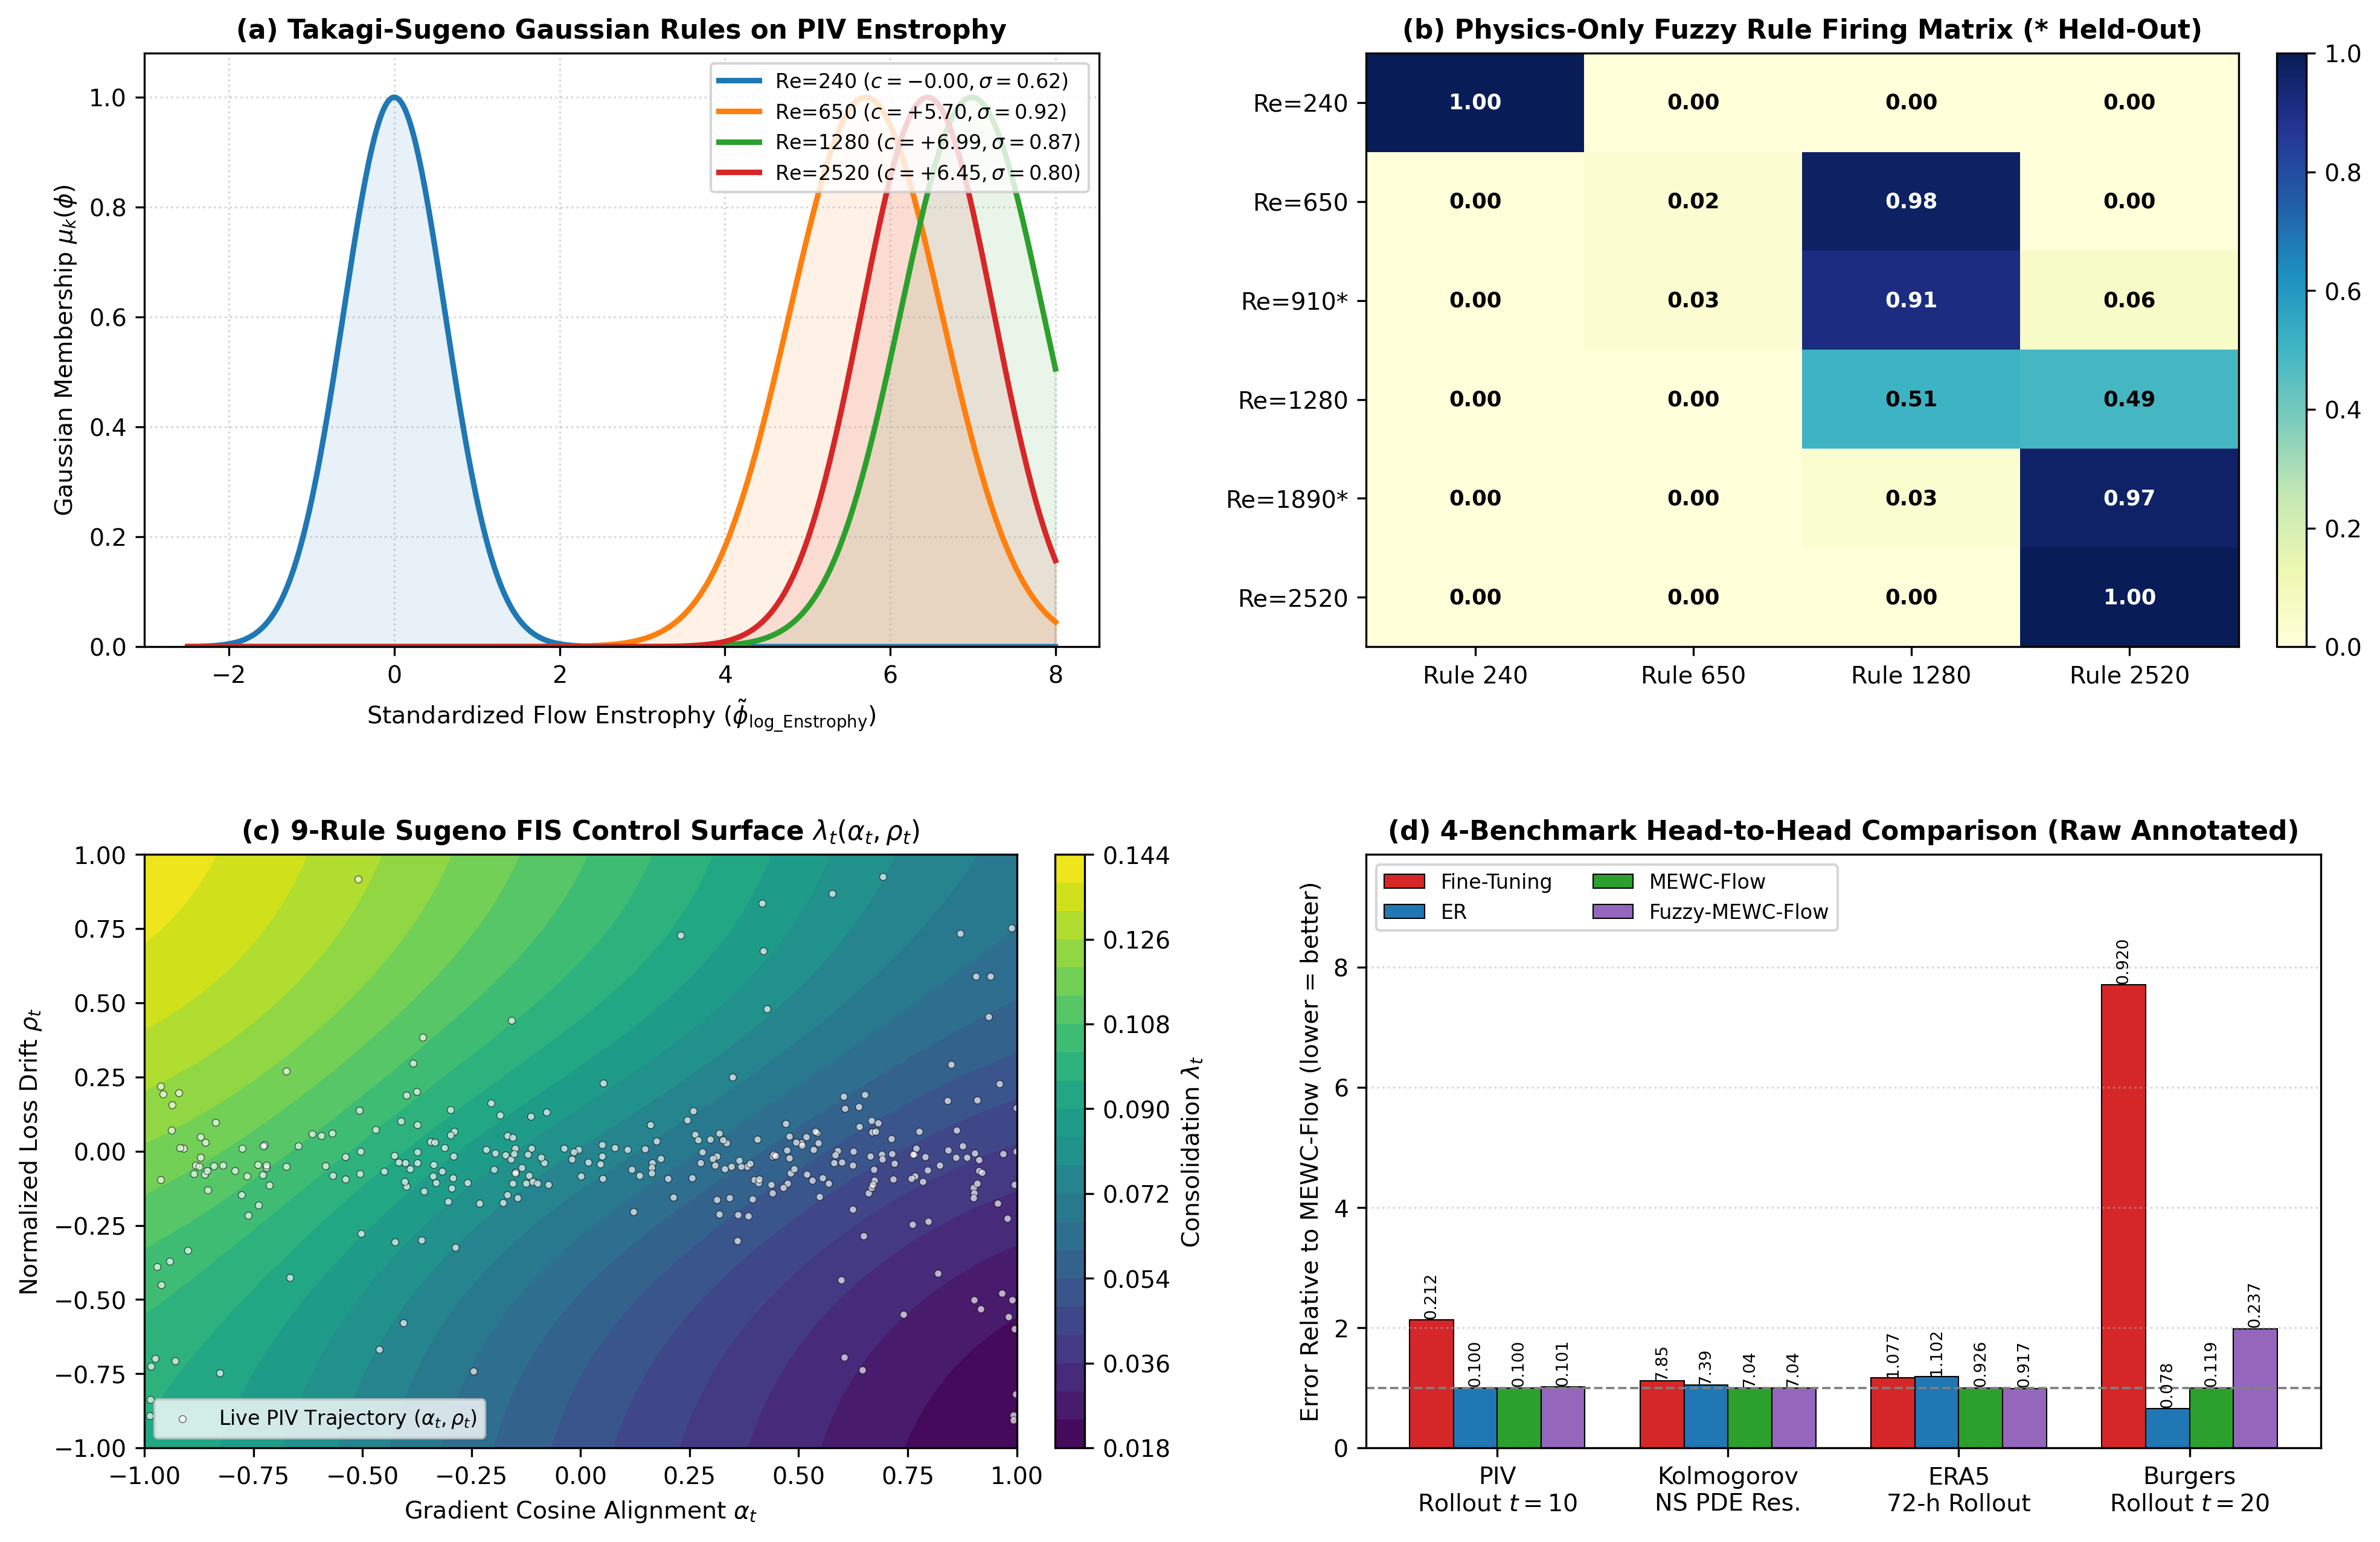 (a) Takagi-Sugeno Gaussian Rules on PIV Enstrophy
Gaussian Membership μₖ(ϕ)
1.0
0.8
0.6
0.4
0.2
0.0
Re=240 (c = −0.00, σ = 0.62)
Re=650 (c = +5.70, σ = 0.92)
Re=1280 (c = +6.99, σ = 0.87)
Re=2520 (c = +6.45, σ = 0.80)
−2 0 2 4 6 8
Standardized Flow Enstrophy (ϕ̃log_Enstrophy)
(b) Physics-Only Fuzzy Rule Firing Matrix (* Held-Out)
Re=240 1.00 0.00 0.00 0.00
Re=650 0.00 0.02 0.98 0.00
Re=910* 0.00 0.03 0.91 0.06
Re=1280 0.00 0.00 0.51 0.49
Re=1890* 0.00 0.00 0.03 0.97
Re=2520 0.00 0.00 0.00 1.00
Rule 240 Rule 650 Rule 1280 Rule 2520
1.0
0.8
0.6
0.4
0.2
0.0
(c) 9-Rule Sugeno FIS Control Surface λₜ(αₜ, ρₜ)
Normalized Loss Drift ρₜ
1.00
0.75
0.50
0.25
0.00
−0.25
−0.50
−0.75
−1.00
Live PIV Trajectory (αₜ, ρₜ)
−1.00 −0.75 −0.50 −0.25 0.00 0.25 0.50 0.75 1.00
Gradient Cosine Alignment αₜ
0.144
0.126
0.108
0.090
0.072
0.054
0.036
0.018
Consolidation λₜ
(d) 4-Benchmark Head-to-Head Comparison (Raw Annotated)
Error Relative to MEWC-Flow (lower = better)
8
6
4
2
0
Fine-Tuning MEWC-Flow
ER Fuzzy-MEWC-Flow
0.212 0.100 0.100 0.101
7.85 7.39 7.04 7.04
1.077 1.102 0.926 0.917
0.920 0.078 0.119 0.237
PIV
Rollout t = 10
Kolmogorov
NS PDE Res.
ERA5
72-h Rollout
Burgers
Rollout t = 20